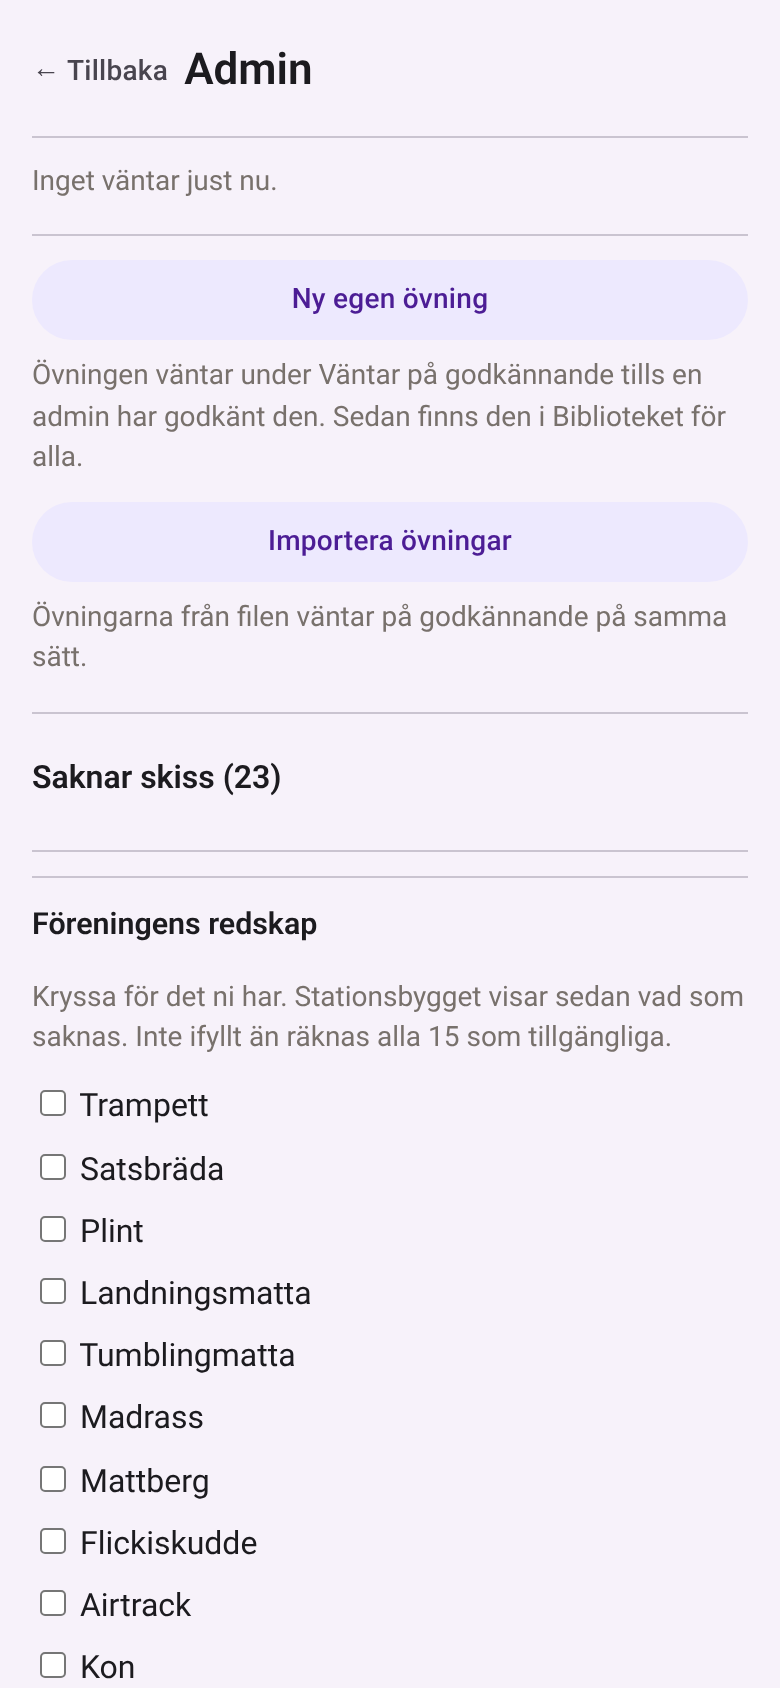 ← Tillbaka Admin
Inget väntar just nu.
Ny egen övning
Övningen väntar under Väntar på godkännande tills en
admin har godkänt den. Sedan finns den i Biblioteket för
alla.
Importera övningar
Övningarna från filen väntar på godkännande på samma
sätt.
Saknar skiss (23)
Föreningens redskap
Kryssa för det ni har. Stationsbygget visar sedan vad som
saknas. Inte ifyllt än räknas alla 15 som tillgängliga.
Trampett
Satsbräda
Plint
Landningsmatta
Tumblingmatta
Madrass
Mattberg
Flickiskudde
Airtrack
Kon